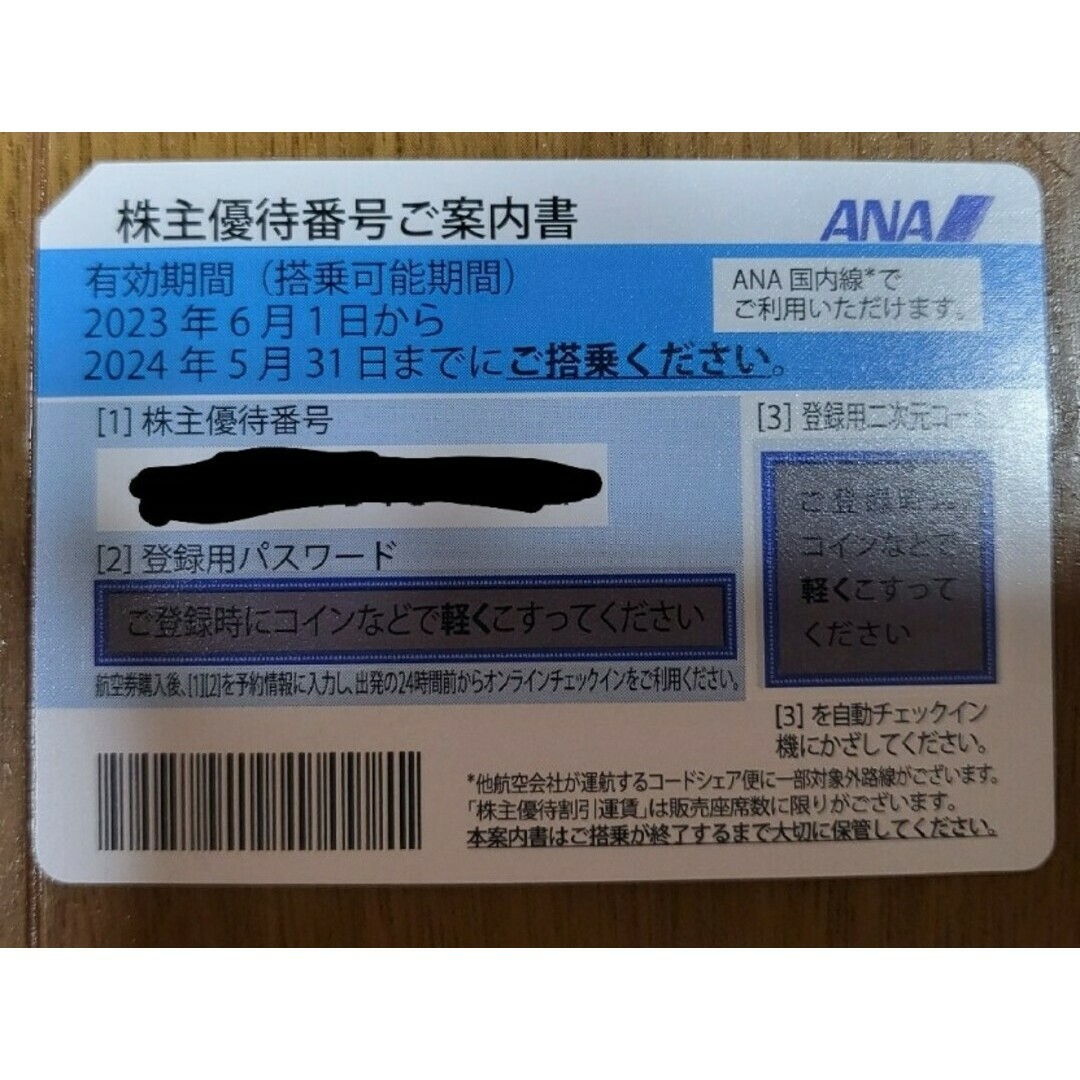 株主優待番号ご案内書
ANA
有効期間（搭乗可能期間）
2023年6月1日から
2024年5月31日までにご搭乗ください。
ANA国内線*で
ご利用いただけます。
[1] 株主優待番号
[2] 登録用パスワード
ご登録時にコインなどで軽くこすってください
航空券購入後、[1][2]を予約情報に入力し、出発の24時間前からオンラインチェックインをご利用ください。
[3] 登録用二次元コード
ご登録時に
コインなどで
軽くこすって
ください
[3] を自動チェックイン
機にかざしてください。
*他航空会社が運航するコードシェア便に一部対象外路線がございます。
「株主優待割引運賃」は販売座席数に限りがございます。
本案内書はご搭乗が終了するまで大切に保管してください。